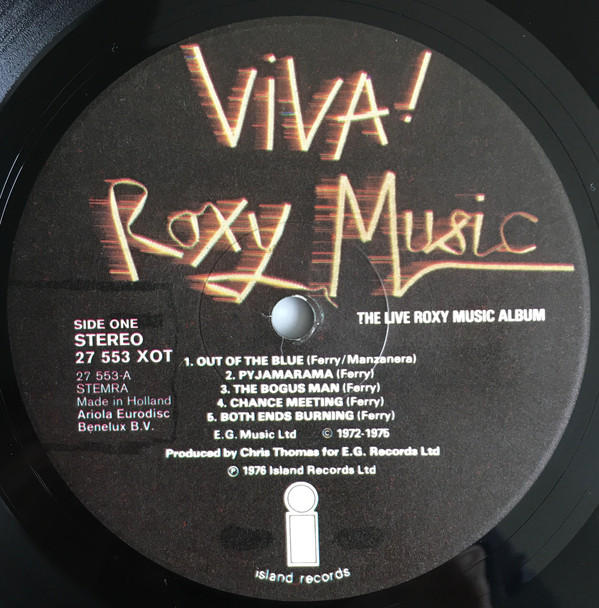 ViVA!
Roxy Music
THE LIVE ROXY MUSIC ALBUM
SIDE ONE
STEREO
27 553 XOT
27 553-A
STEMRA
Made in Holland
Ariola Eurodisc
Benelux B.V.
1. OUT OF THE BLUE (Ferry/Manzanera)
2. PYJAMARAMA (Ferry)
3. THE BOGUS MAN (Ferry)
4. CHANCE MEETING (Ferry)
5. BOTH ENDS BURNING (Ferry)
E.G. Music Ltd © 1972-1975
Produced by Chris Thomas for E.G. Records Ltd
℗ 1976 Island Records Ltd
island records